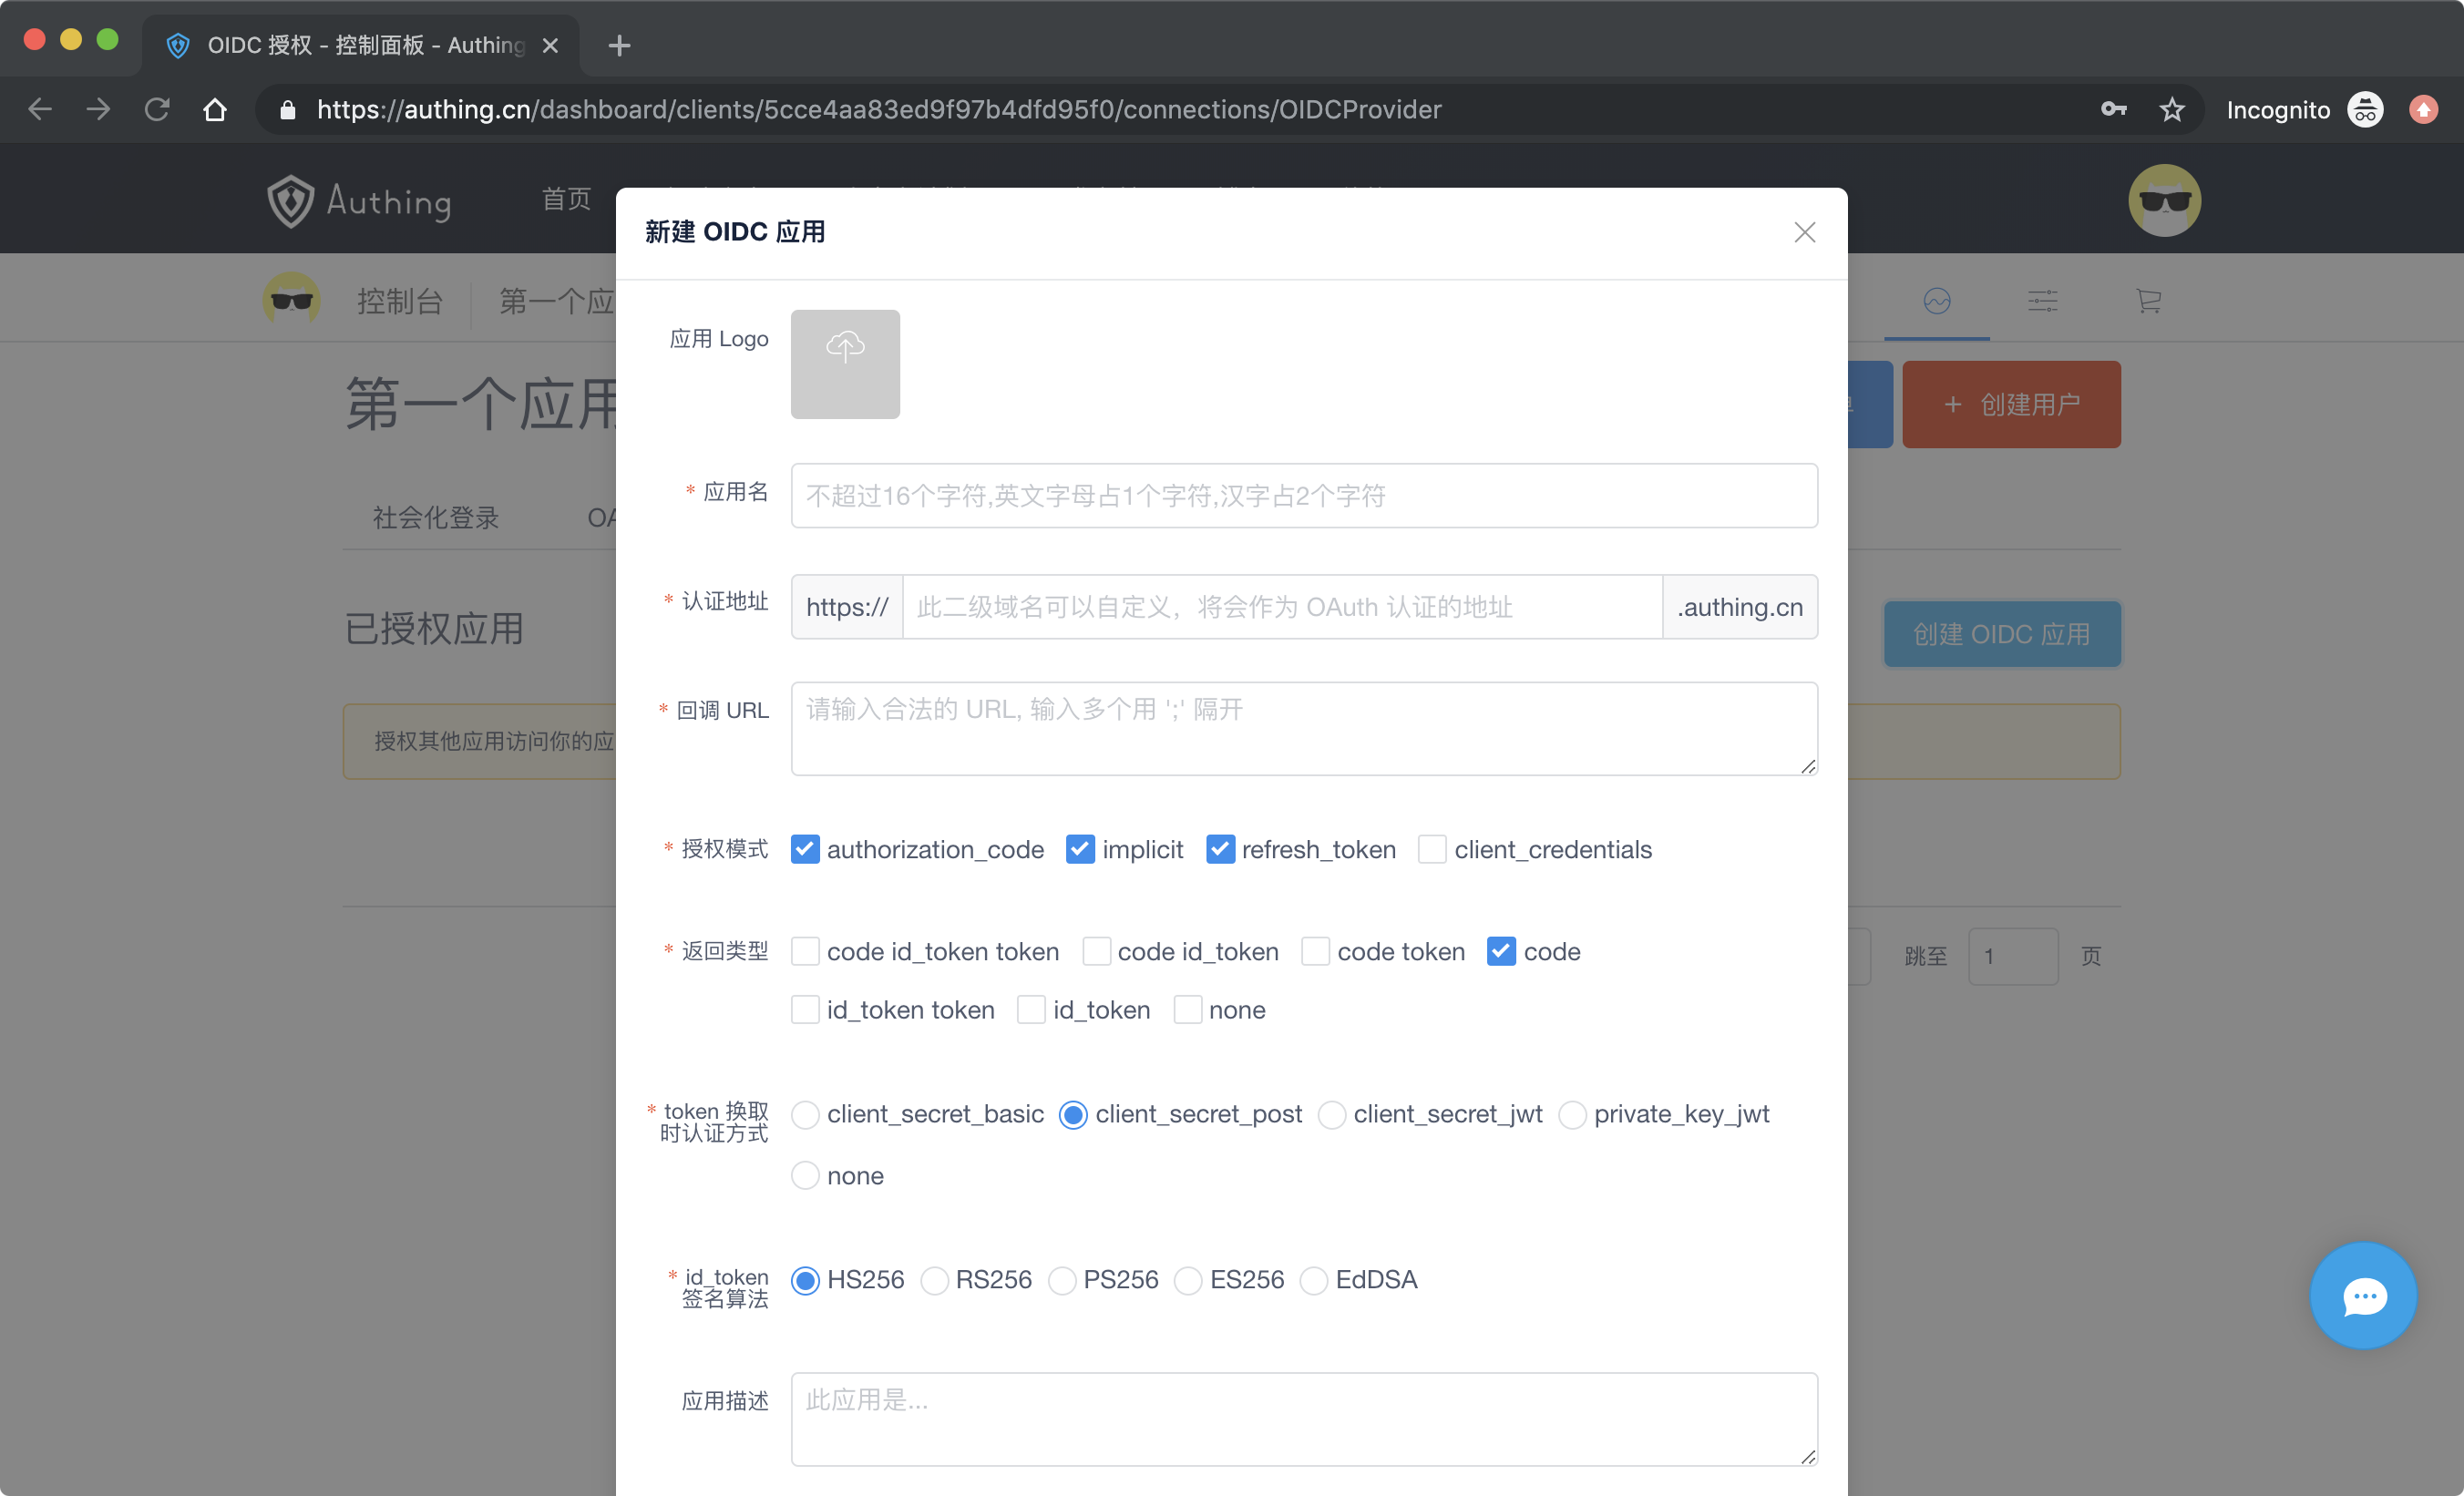 OIDC 授权 - 控制面板 - Authing
https://authing.cn/dashboard/clients/5cce4aa83ed9f97b4dfd95f0/connections/OIDCProvider
Incognito
Authing
首页
控制台
第一个应
第一个应用
创建用户
社会化登录
OA
已授权应用
创建 OIDC 应用
授权其他应用访问你的应
跳至 1 页
新建 OIDC 应用
应用 Logo
* 应用名
不超过16个字符,英文字母占1个字符,汉字占2个字符
* 认证地址
https:// 此二级域名可以自定义，将会作为 OAuth 认证的地址 .authing.cn
* 回调 URL
请输入合法的 URL, 输入多个用 ';' 隔开
* 授权模式
authorization_code implicit refresh_token client_credentials
* 返回类型
code id_token token code id_token code token code
id_token token id_token none
* token 换取
时认证方式
client_secret_basic client_secret_post client_secret_jwt private_key_jwt
none
* id_token
签名算法
HS256 RS256 PS256 ES256 EdDSA
应用描述
此应用是...